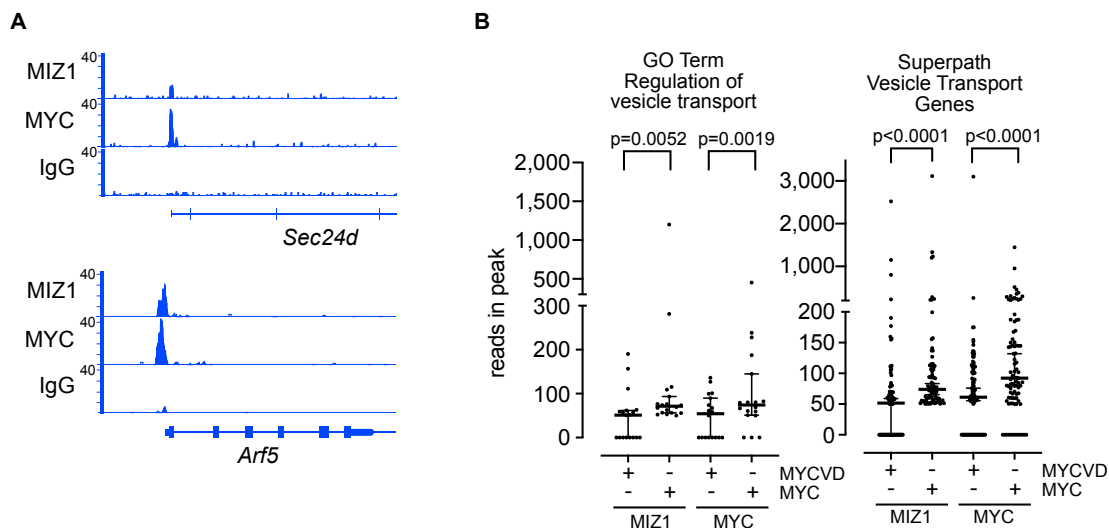 A
MIZ1
40
MYC
40
IgG
40
Sec24d
MIZ1
40
MYC
40
IgG
40
Arf5
B
GO Term
Regulation of
vesicle transport
p=0.0052 p=0.0019
reads in peak
2,000
1,500
1,000
500
300
200
100
0
+ - + - MYCVD
- + - + MYC
MIZ1 MYC
Superpath
Vesicle Transport
Genes
p<0.0001 p<0.0001
3,000
2,000
1,000
200
150
100
50
0
+ - + - MYCVD
- + - + MYC
MIZ1 MYC